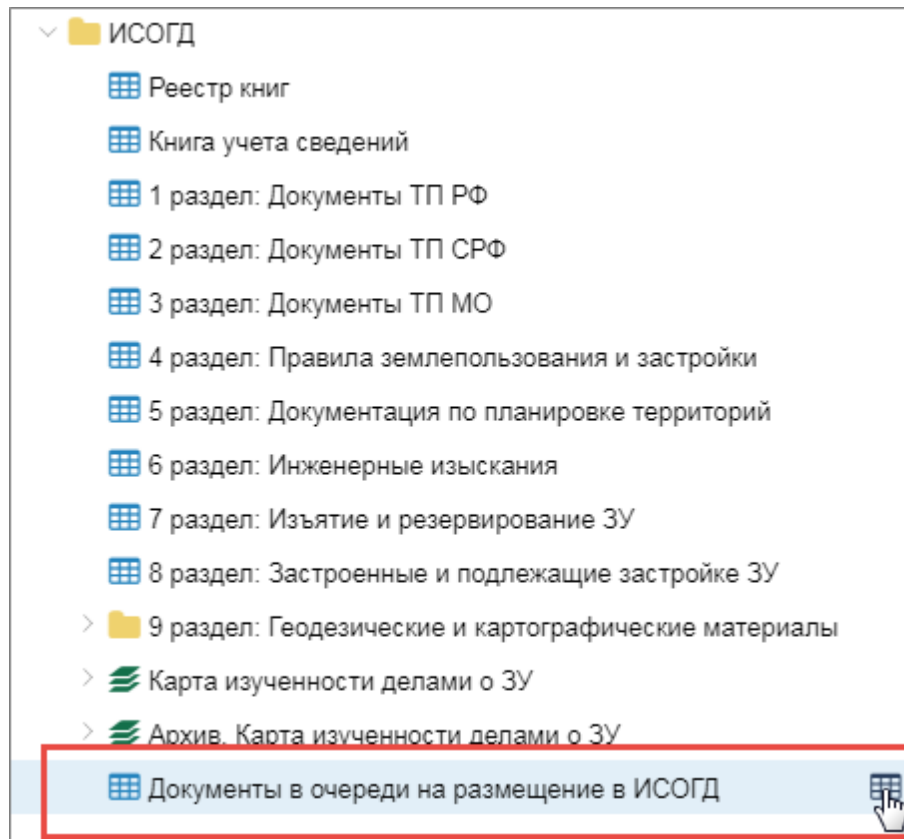 ИСОГД
Реестр книг
Книга учета сведений
1 раздел: Документы ТП РФ
2 раздел: Документы ТП СРФ
3 раздел: Документы ТП МО
4 раздел: Правила землепользования и застройки
5 раздел: Документация по планировке территорий
6 раздел: Инженерные изыскания
7 раздел: Изъятие и резервирование ЗУ
8 раздел: Застроенные и подлежащие застройке ЗУ
9 раздел: Геодезические и картографические материалы
Карта изученности делами о ЗУ
Архив. Карта изученности делами о ЗУ
Документы в очереди на размещение в ИСОГД